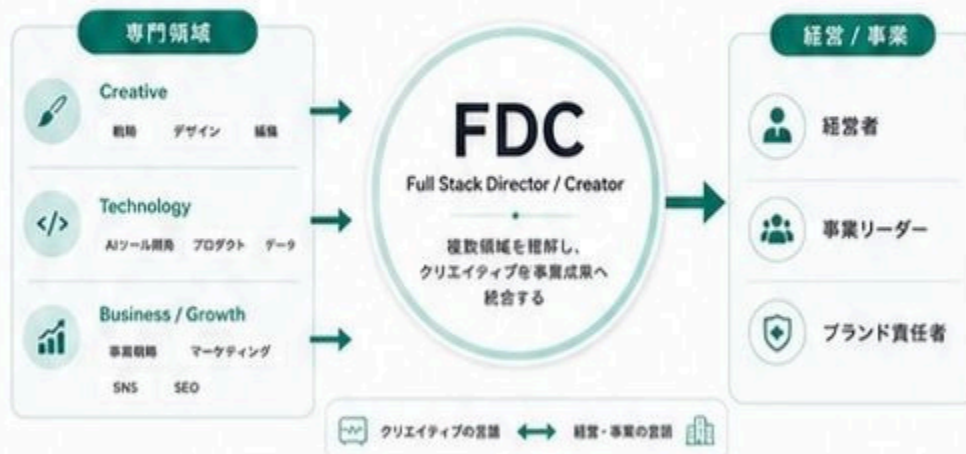 専門領域
Creative
戦略 デザイン 編集
Technology
AIツール開発 プロダクト データ
Business / Growth
事業戦略 マーケティング
SNS SEO
FDC
Full Stack Director / Creator
複数領域を理解し、
クリエイティブを事業成果へ
統合する
経営 / 事業
経営者
事業リーダー
ブランド責任者
クリエイティブの言語
経営・事業の言語